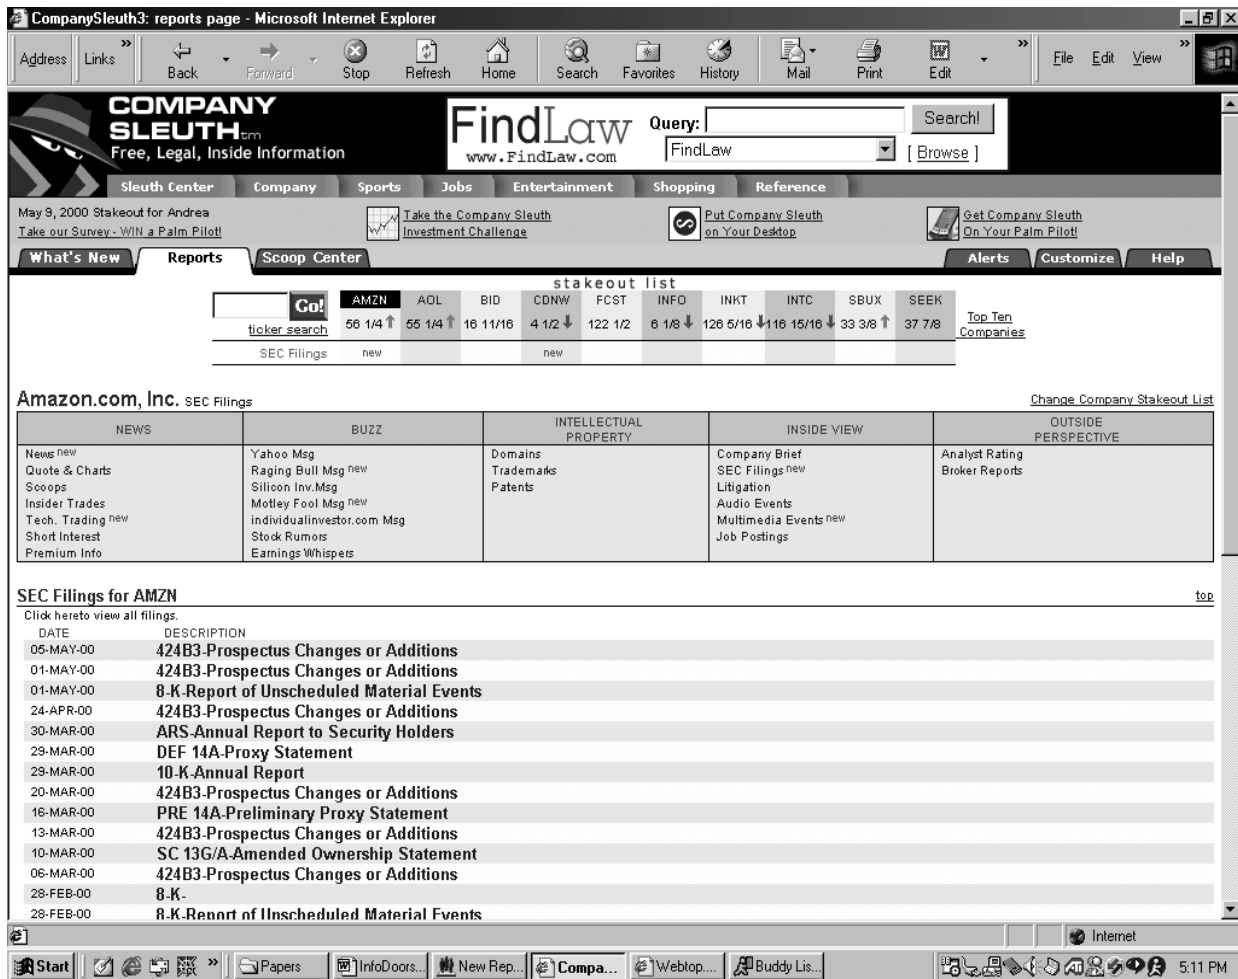 CompanySleuth3: reports page - Microsoft Internet Explorer
Address Links » Back Forward Stop Refresh Home Search Favorites History Mail Print Edit » File Edit View »
COMPANY
SLEUTH tm
Free, Legal, Inside Information
FindLaw
www.FindLaw.com
Query: Search!
FindLaw [ Browse ]
Sleuth Center Company Sports Jobs Entertainment Shopping Reference
May 9, 2000 Stakeout for Andrea
Take our Survey - WIN a Palm Pilot!
Take the Company Sleuth
Investment Challenge
Put Company Sleuth
on Your Desktop
Get Company Sleuth
On Your Palm Pilot!
What's New Reports Scoop Center Alerts Customize Help
stakeout list
Go! AMZN AOL BID CDNW FCST INFO INKT INTC SBUX SEEK
ticker search 56 1/4 55 1/4 16 11/16 4 1/2 122 1/2 6 1/8 126 5/16 116 15/16 33 3/8 37 7/8
Top Ten
Companies
SEC Filings new new
Amazon.com, Inc. SEC Filings Change Company Stakeout List
NEWS
News new
Quote & Charts
Scoops
Insider Trades
Tech. Trading new
Short Interest
Premium Info
BUZZ
Yahoo Msg
Raging Bull Msg new
Silicon Inv.Msg
Motley Fool Msg new
individualinvestor.com Msg
Stock Rumors
Earnings Whispers
INTELLECTUAL
PROPERTY
Domains
Trademarks
Patents
INSIDE VIEW
Company Brief
SEC Filings new
Litigation
Audio Events
Multimedia Events new
Job Postings
OUTSIDE
PERSPECTIVE
Analyst Rating
Broker Reports
SEC Filings for AMZN top
Click hereto view all filings.
DATE DESCRIPTION
05-MAY-00 424B3-Prospectus Changes or Additions
01-MAY-00 424B3-Prospectus Changes or Additions
01-MAY-00 8-K-Report of Unscheduled Material Events
24-APR-00 424B3-Prospectus Changes or Additions
30-MAR-00 ARS-Annual Report to Security Holders
29-MAR-00 DEF 14A-Proxy Statement
29-MAR-00 10-K-Annual Report
20-MAR-00 424B3-Prospectus Changes or Additions
16-MAR-00 PRE 14A-Preliminary Proxy Statement
13-MAR-00 424B3-Prospectus Changes or Additions
10-MAR-00 SC 13G/A-Amended Ownership Statement
06-MAR-00 424B3-Prospectus Changes or Additions
28-FEB-00 8-K-
28-FEB-00 8-K-Report of Unscheduled Material Events
Internet
Start » Papers InfoDoors... New Rep... Compa... Webtop.... Buddy Lis... 5:11 PM